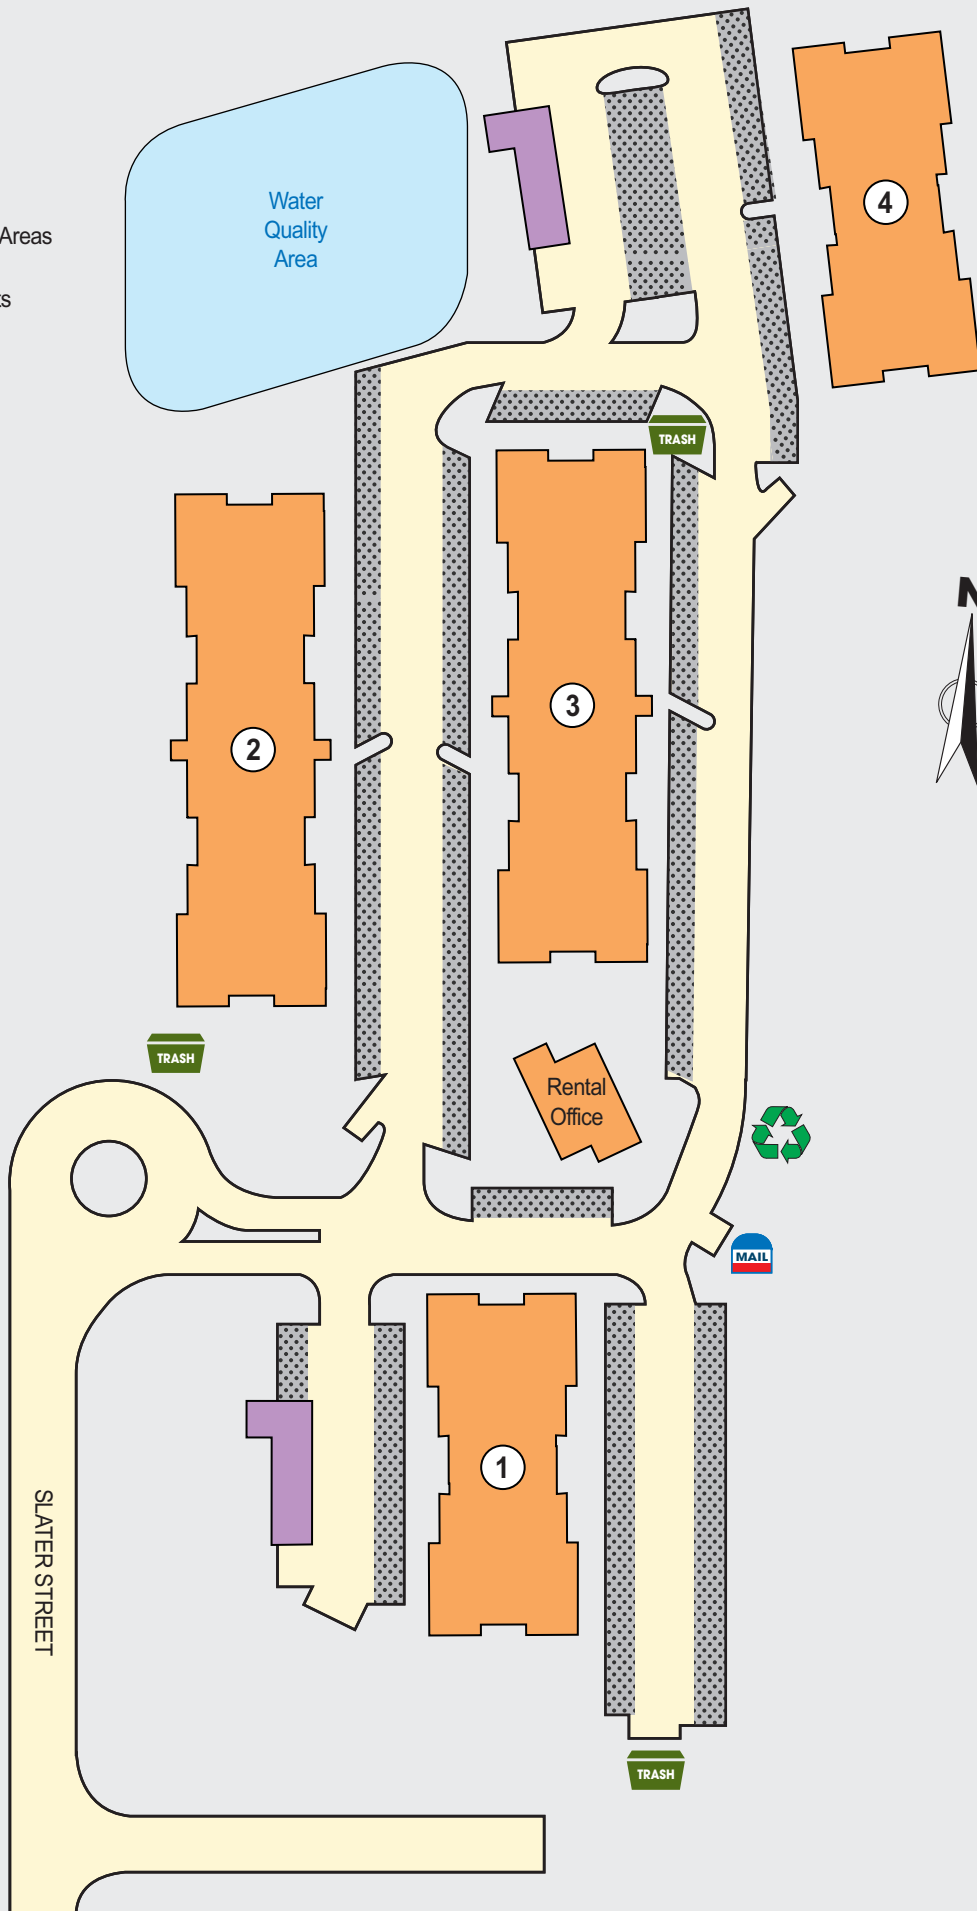 Areas
Water
Quality
Area
4
TRASH
3
2
TRASH
Rental
Office
MAIL
1
SLATER STREET
TRASH